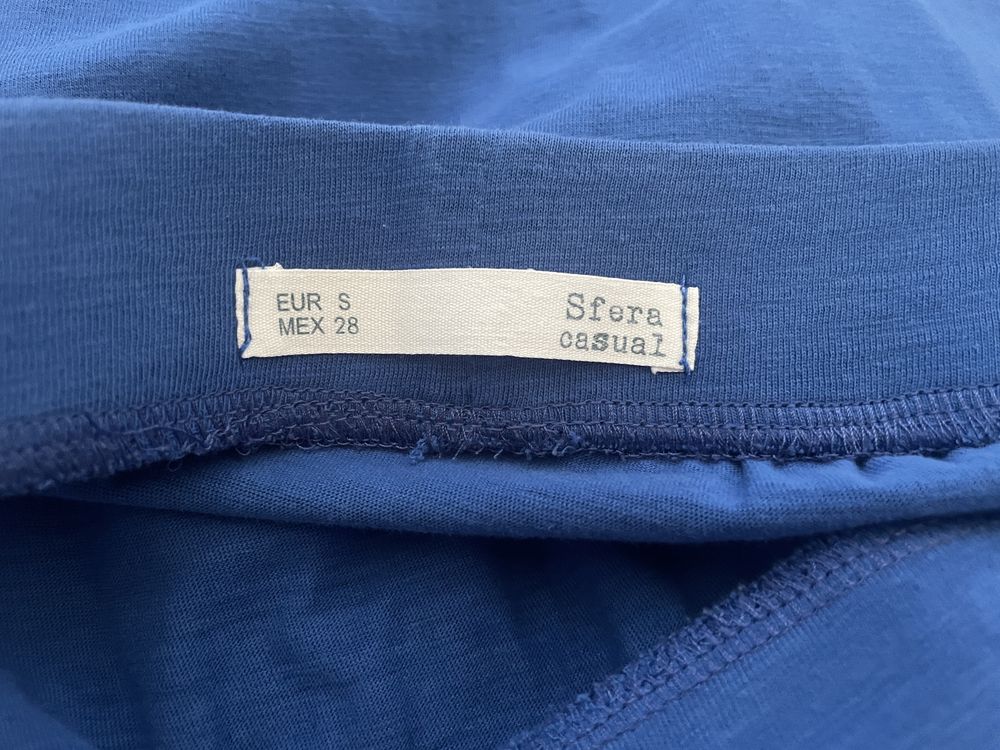 EUR S
MEX 28
Sfera
casual